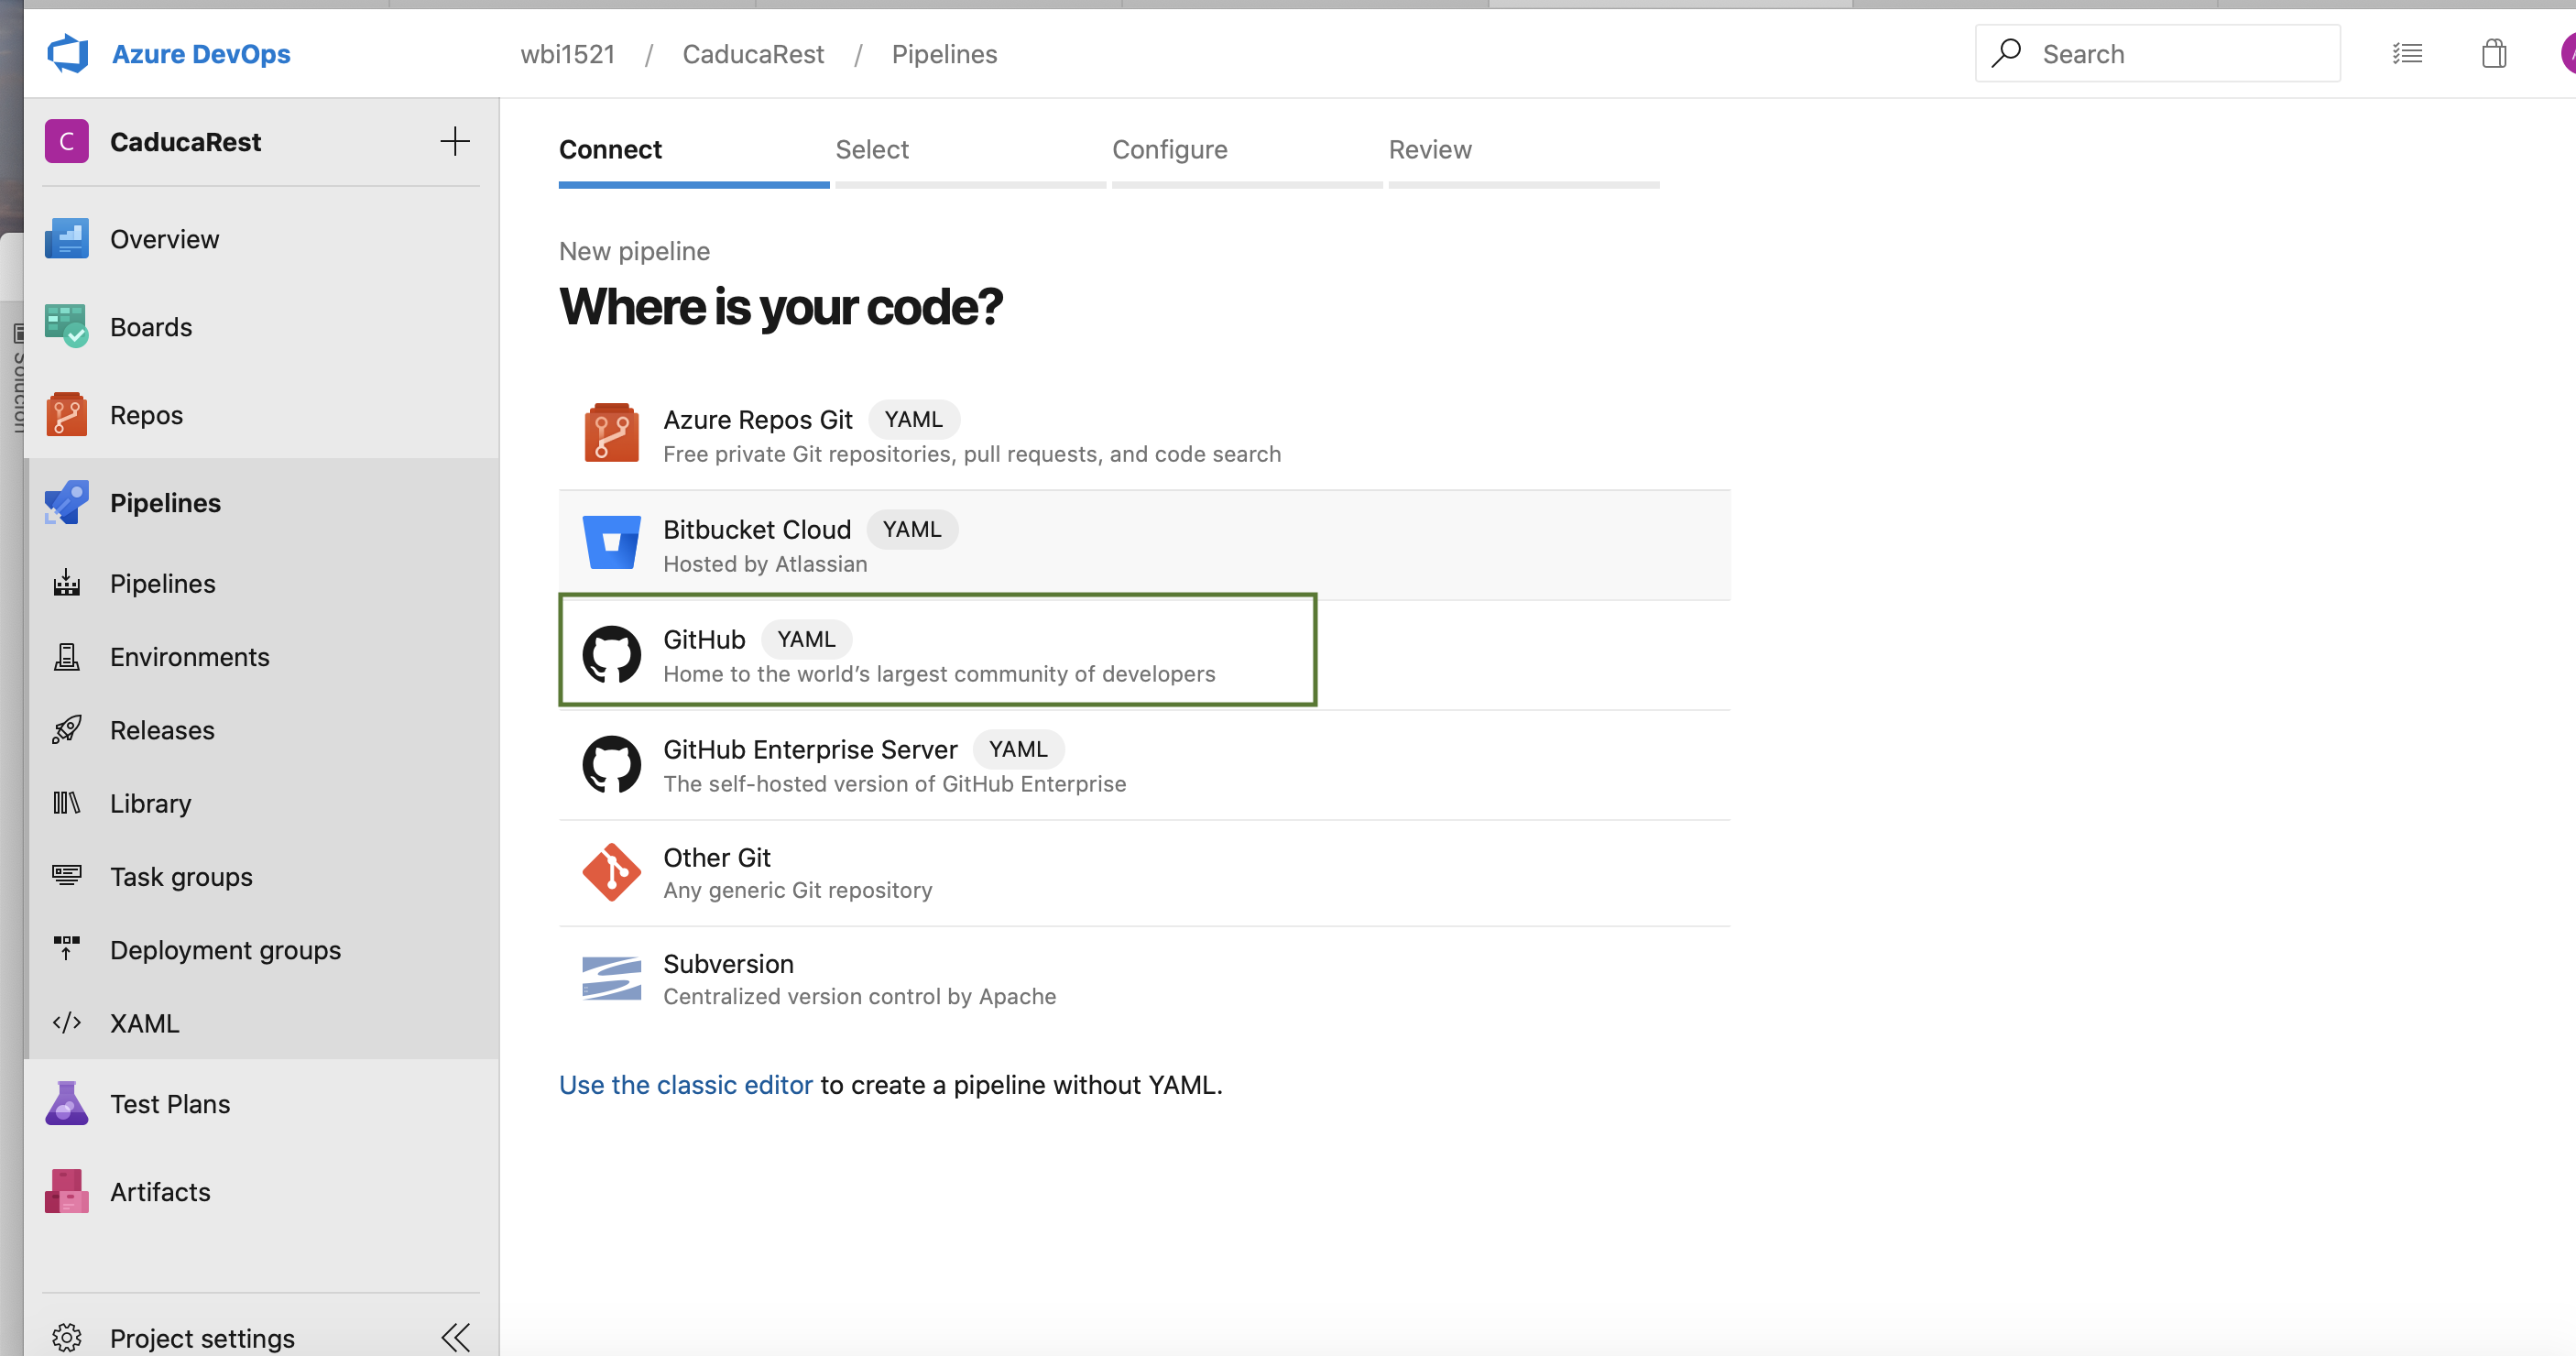 Azure DevOps
wbi1521 / CaducaRest / Pipelines
Search
C
CaducaRest
Overview
Boards
Repos
Pipelines
Pipelines
Environments
Releases
Library
Task groups
Deployment groups
XAML
Test Plans
Artifacts
Project settings
Solución
Connect
Select
Configure
Review
New pipeline
Where is your code?
Azure Repos Git YAML
Free private Git repositories, pull requests, and code search
Bitbucket Cloud YAML
Hosted by Atlassian
GitHub YAML
Home to the world’s largest community of developers
GitHub Enterprise Server YAML
The self-hosted version of GitHub Enterprise
Other Git
Any generic Git repository
Subversion
Centralized version control by Apache
Use the classic editor to create a pipeline without YAML.